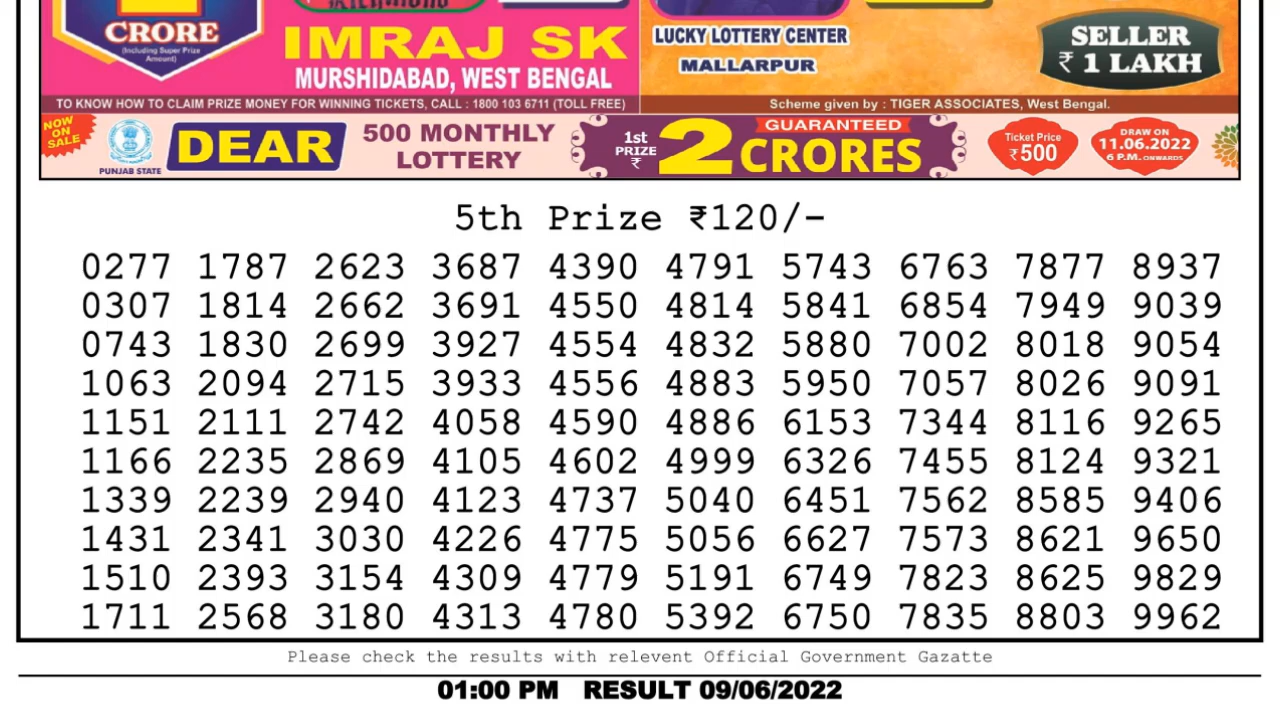 CRORE
(Including Super Prize
Amount)
IMRAJ SK
MURSHIDABAD, WEST BENGAL
LUCKY LOTTERY CENTER
MALLARPUR
SELLER
₹ 1 LAKH
TO KNOW HOW TO CLAIM PRIZE MONEY FOR WINNING TICKETS, CALL : 1800 103 6711 (TOLL FREE)
Scheme given by : TIGER ASSOCIATES, West Bengal.
NOW
ON
SALE
PUNJAB STATE
DEAR
500 MONTHLY
LOTTERY
1st
PRIZE
₹
2
GUARANTEED
CRORES
Ticket Price
₹500
DRAW ON
11.06.2022
6 P.M. ONWARDS
5th Prize ₹120/-
0277 1787 2623 3687 4390 4791 5743 6763 7877 8937
0307 1814 2662 3691 4550 4814 5841 6854 7949 9039
0743 1830 2699 3927 4554 4832 5880 7002 8018 9054
1063 2094 2715 3933 4556 4883 5950 7057 8026 9091
1151 2111 2742 4058 4590 4886 6153 7344 8116 9265
1166 2235 2869 4105 4602 4999 6326 7455 8124 9321
1339 2239 2940 4123 4737 5040 6451 7562 8585 9406
1431 2341 3030 4226 4775 5056 6627 7573 8621 9650
1510 2393 3154 4309 4779 5191 6749 7823 8625 9829
1711 2568 3180 4313 4780 5392 6750 7835 8803 9962
Please check the results with relevent Official Government Gazatte
01:00 PM RESULT 09/06/2022